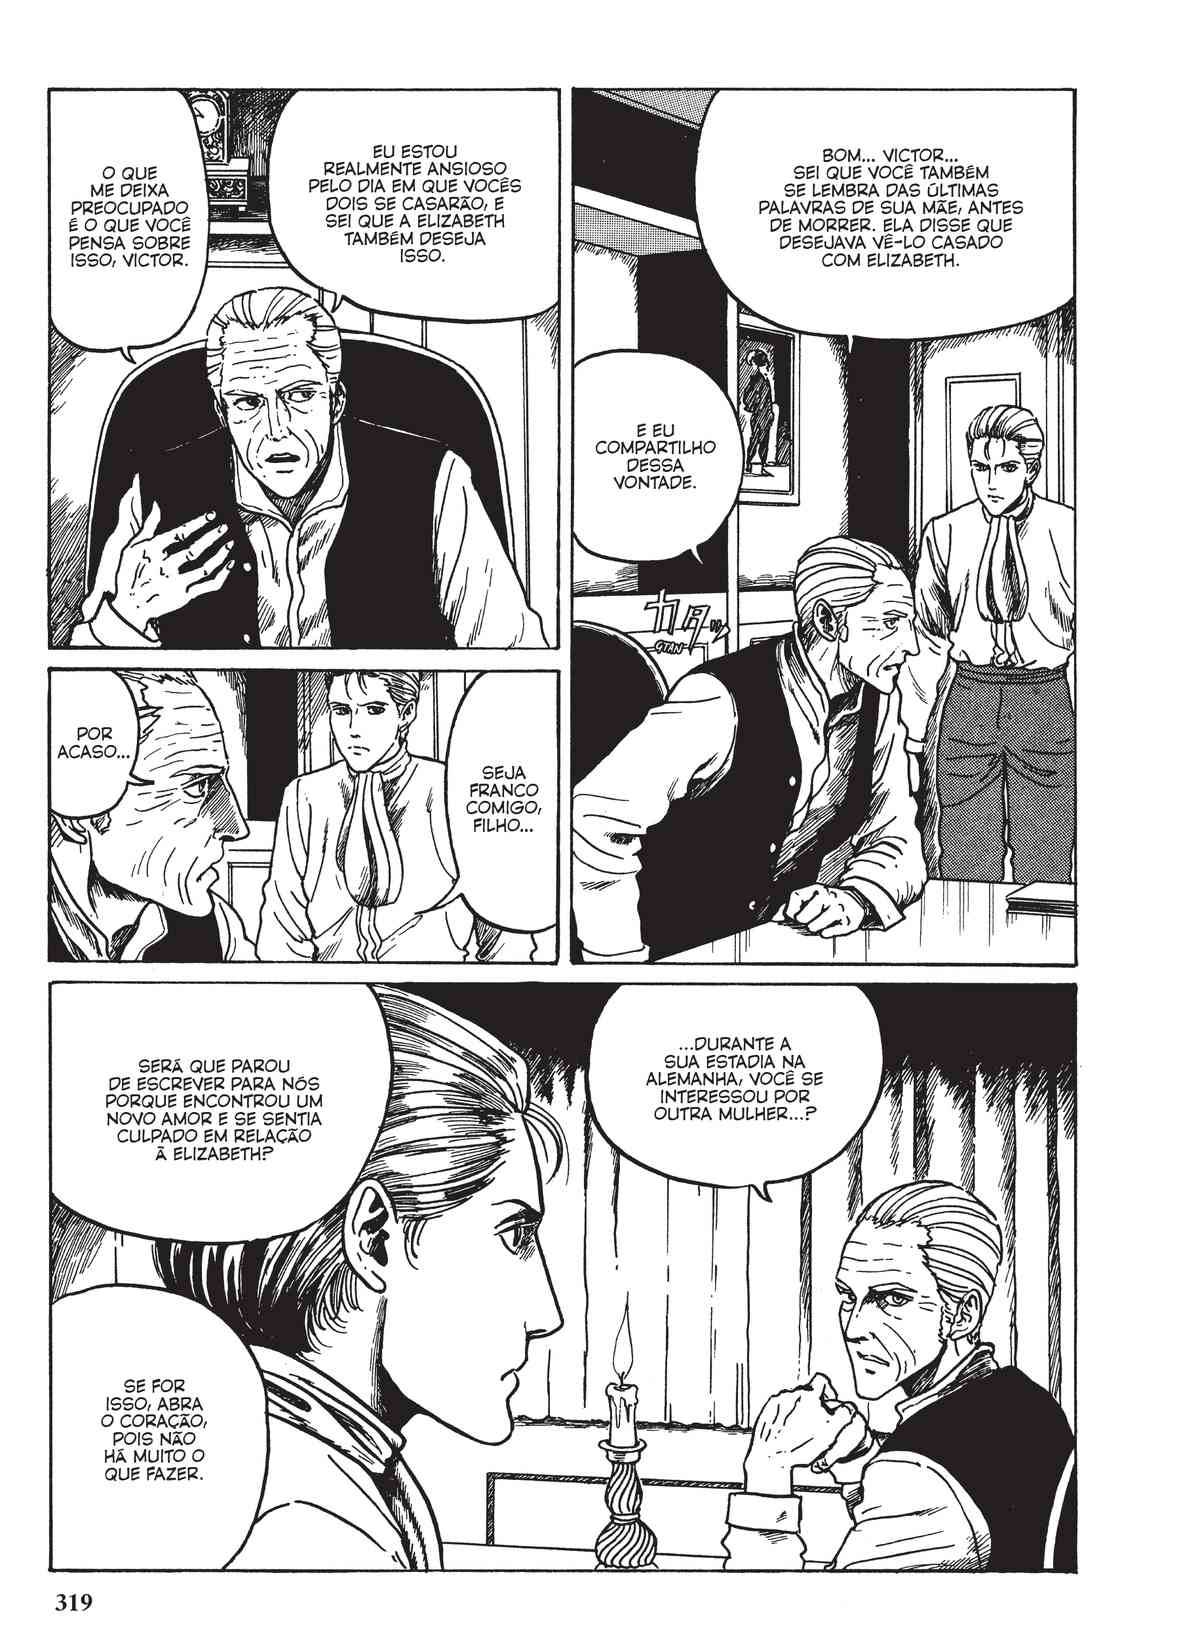 BOM... VICTOR...
SEI QUE VOCÊ TAMBÉM
SE LEMBRA DAS ÚLTIMAS
PALAVRAS DE SUA MÃE, ANTES
DE MORRER. ELA DISSE QUE
DESEJAVA VÊ-LO CASADO
COM ELIZABETH.
E EU
COMPARTILHO
DESSA
VONTADE.
ガタ"
GTAN
EU ESTOU
REALMENTE ANSIOSO
PELO DIA EM QUE VOCÊS
DOIS SE CASARÃO, E
SEI QUE A ELIZABETH
TAMBÉM DESEJA
ISSO.
O QUE
ME DEIXA
PREOCUPADO
É O QUE VOCÊ
PENSA SOBRE
ISSO, VICTOR.
SEJA
FRANCO
COMIGO,
FILHO...
POR
ACASO...
...DURANTE A
SUA ESTADIA NA
ALEMANHA, VOCÊ SE
INTERESSOU POR
OUTRA MULHER...?
SERÁ QUE PAROU
DE ESCREVER PARA NÓS
PORQUE ENCONTROU UM
NOVO AMOR E SE SENTIA
CULPADO EM RELAÇÃO
À ELIZABETH?
SE FOR
ISSO, ABRA
O CORAÇÃO,
POIS NÃO
HÁ MUITO O
QUE FAZER.
319